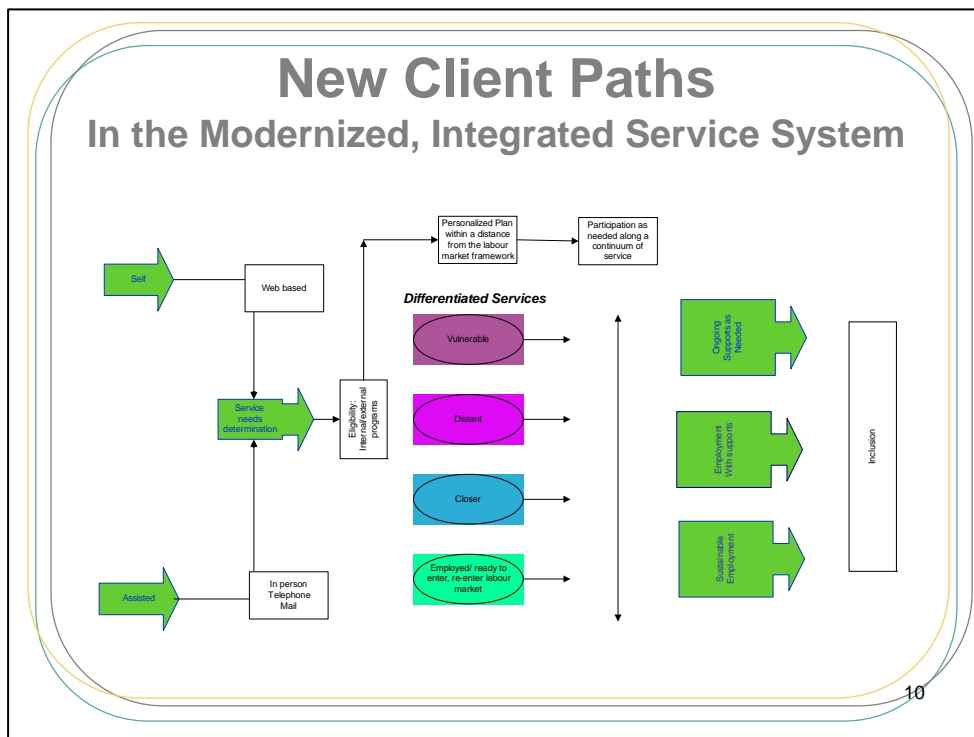 New Client Paths
In the Modernized, Integrated Service System
Self
Web based
Service
needs
determination
Assisted
In person
Telephone
Mail
Eligibility:
Internal/external
programs
Personalized Plan
within a distance
from the labour
market framework
Participation as
needed along a
continuum of
service
Differentiated Services
Vulnerable
Distant
Closer
Employed/ ready to
enter, re-enter labour
market
Ongoing
Supports as
Needed
Employment
With supports
Sustainable
Employment
Inclusion
10